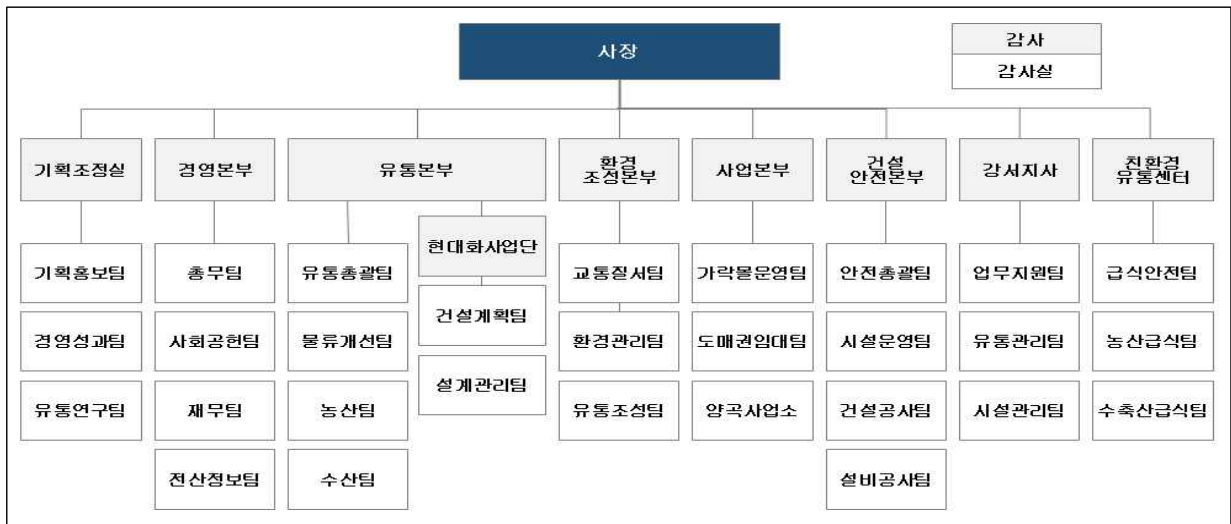 사장
감사
감사실
기획조정실
경영본부
유통본부
환경
조성본부
사업본부
건설
안전본부
강서지사
친환경
유통센터
현대화사업단
기획홍보팀
총무팀
유통총괄팀
교통질서팀
가락몰운영팀
안전총괄팀
업무지원팀
급식안전팀
건설계획팀
경영성과팀
사회공헌팀
물류개선팀
환경관리팀
도매권임대팀
시설운영팀
유통관리팀
농산급식팀
설계관리팀
유통연구팀
재무팀
농산팀
유통조성팀
양곡사업소
건설공사팀
시설관리팀
수축산급식팀
전산정보팀
수산팀
설비공사팀